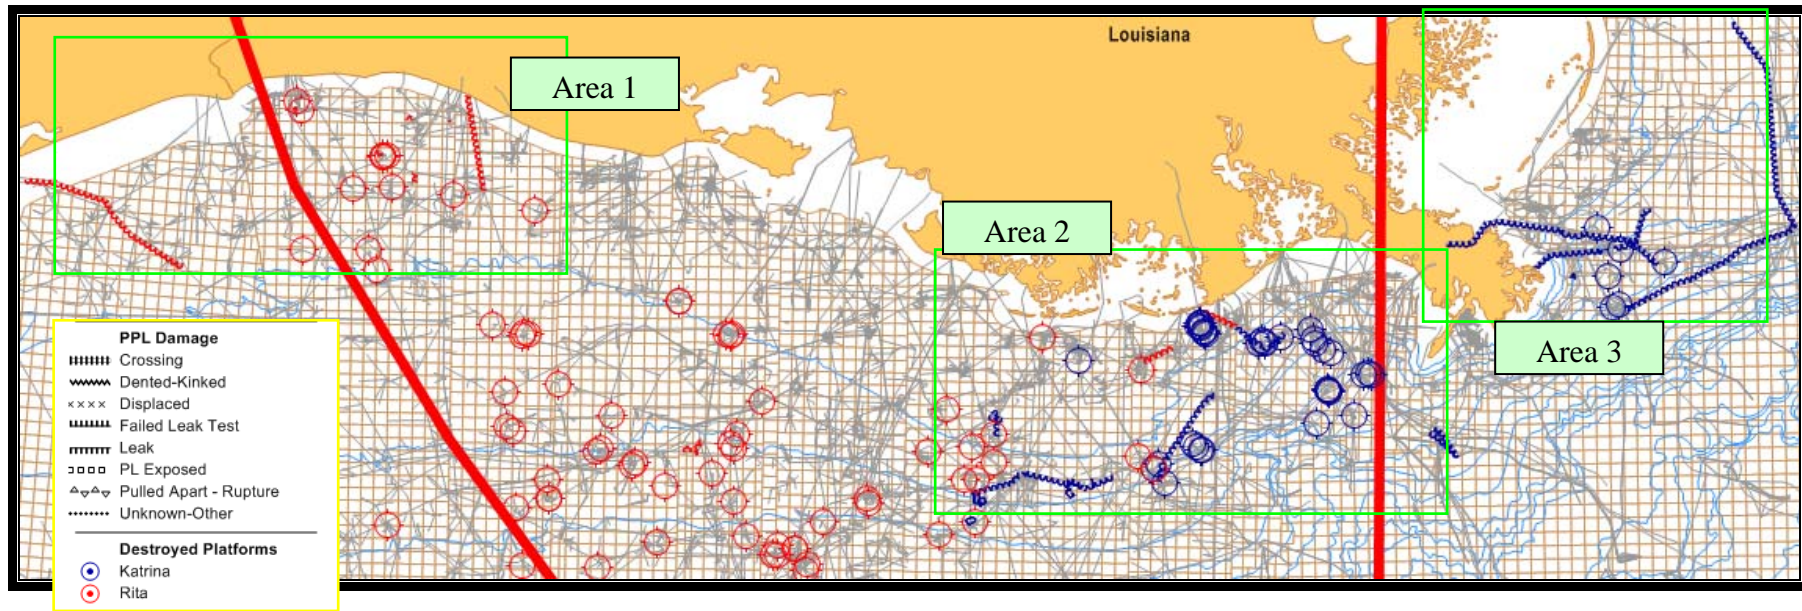 Louisiana
Area 1
Area 2
Area 3
PPL Damage
Crossing
Dented-Kinked
Displaced
Failed Leak Test
Leak
PL Exposed
Pulled Apart - Rupture
Unknown-Other
Destroyed Platforms
Katrina
Rita